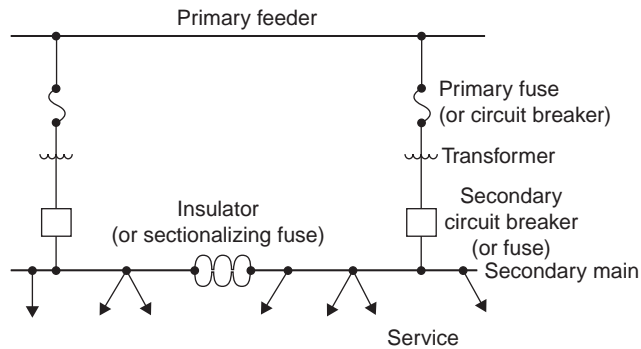 Primary feeder
Primary fuse
(or circuit breaker)
Transformer
Insulator
(or sectionalizing fuse)
Secondary
circuit breaker
(or fuse)
Secondary main
Service